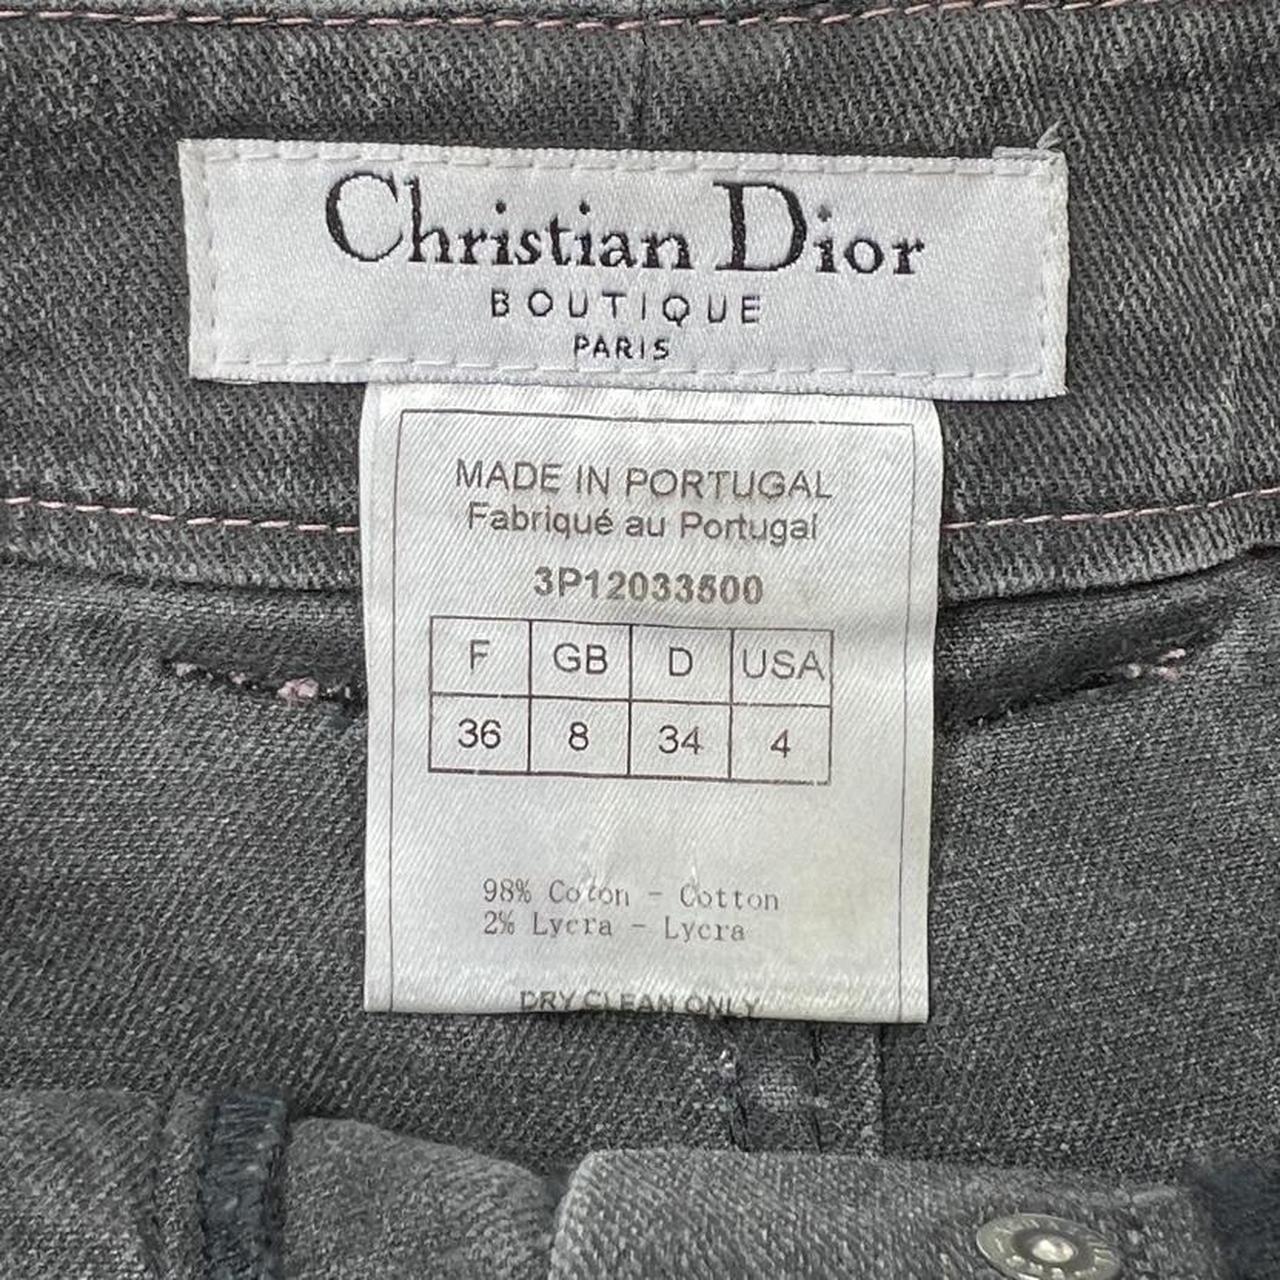 Christian Dior
BOUTIQUE
PARIS
MADE IN PORTUGAL
Fabriqué au Portugal
3P12033500
F GB D USA
36 8 34 4
98% Coton - Cotton
2% Lycra - Lycra
DRY CLEAN ONLY